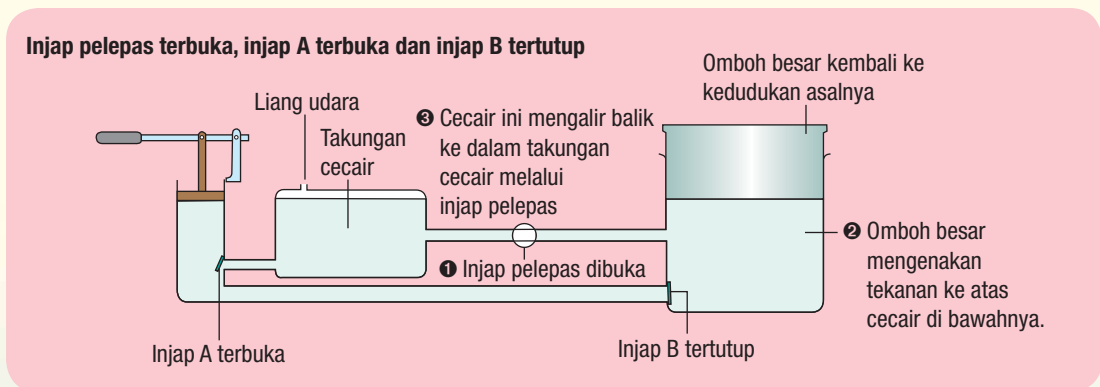 Injap pelepas terbuka, injap A terbuka dan injap B tertutup
Omboh besar kembali ke
kedudukan asalnya
Liang udara
Takungan
cecair
❸ Cecair ini mengalir balik
ke dalam takungan
cecair melalui
injap pelepas
❶ Injap pelepas dibuka
❷ Omboh besar
mengenakan
tekanan ke atas
cecair di bawahnya.
Injap A terbuka
Injap B tertutup